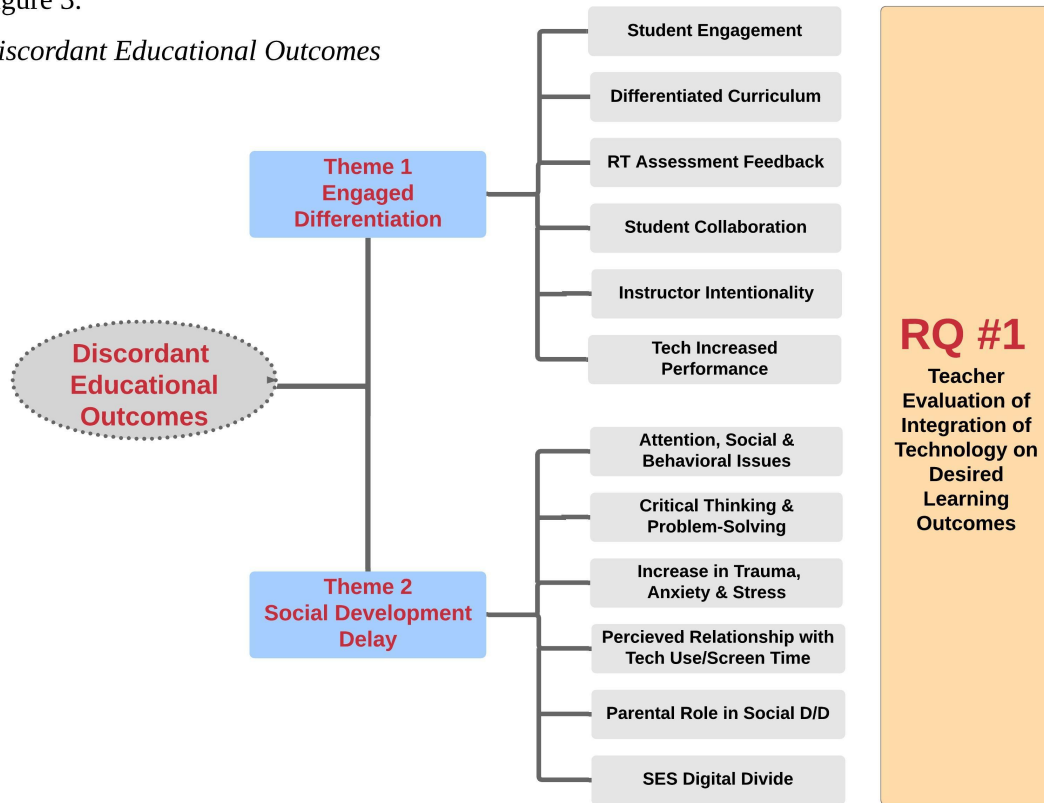 gure 3.
iscordant Educational Outcomes
Student Engagement
Differentiated Curriculum
RT Assessment Feedback
Student Collaboration
Instructor Intentionality
Tech Increased
Performance
Theme 1
Engaged
Differentiation
Discordant
Educational
Outcomes
Theme 2
Social Development
Delay
Attention, Social &
Behavioral Issues
Critical Thinking &
Problem-Solving
Increase in Trauma,
Anxiety & Stress
Percieved Relationship with
Tech Use/Screen Time
Parental Role in Social D/D
SES Digital Divide
RQ #1
Teacher
Evaluation of
Integration of
Technology on
Desired
Learning
Outcomes